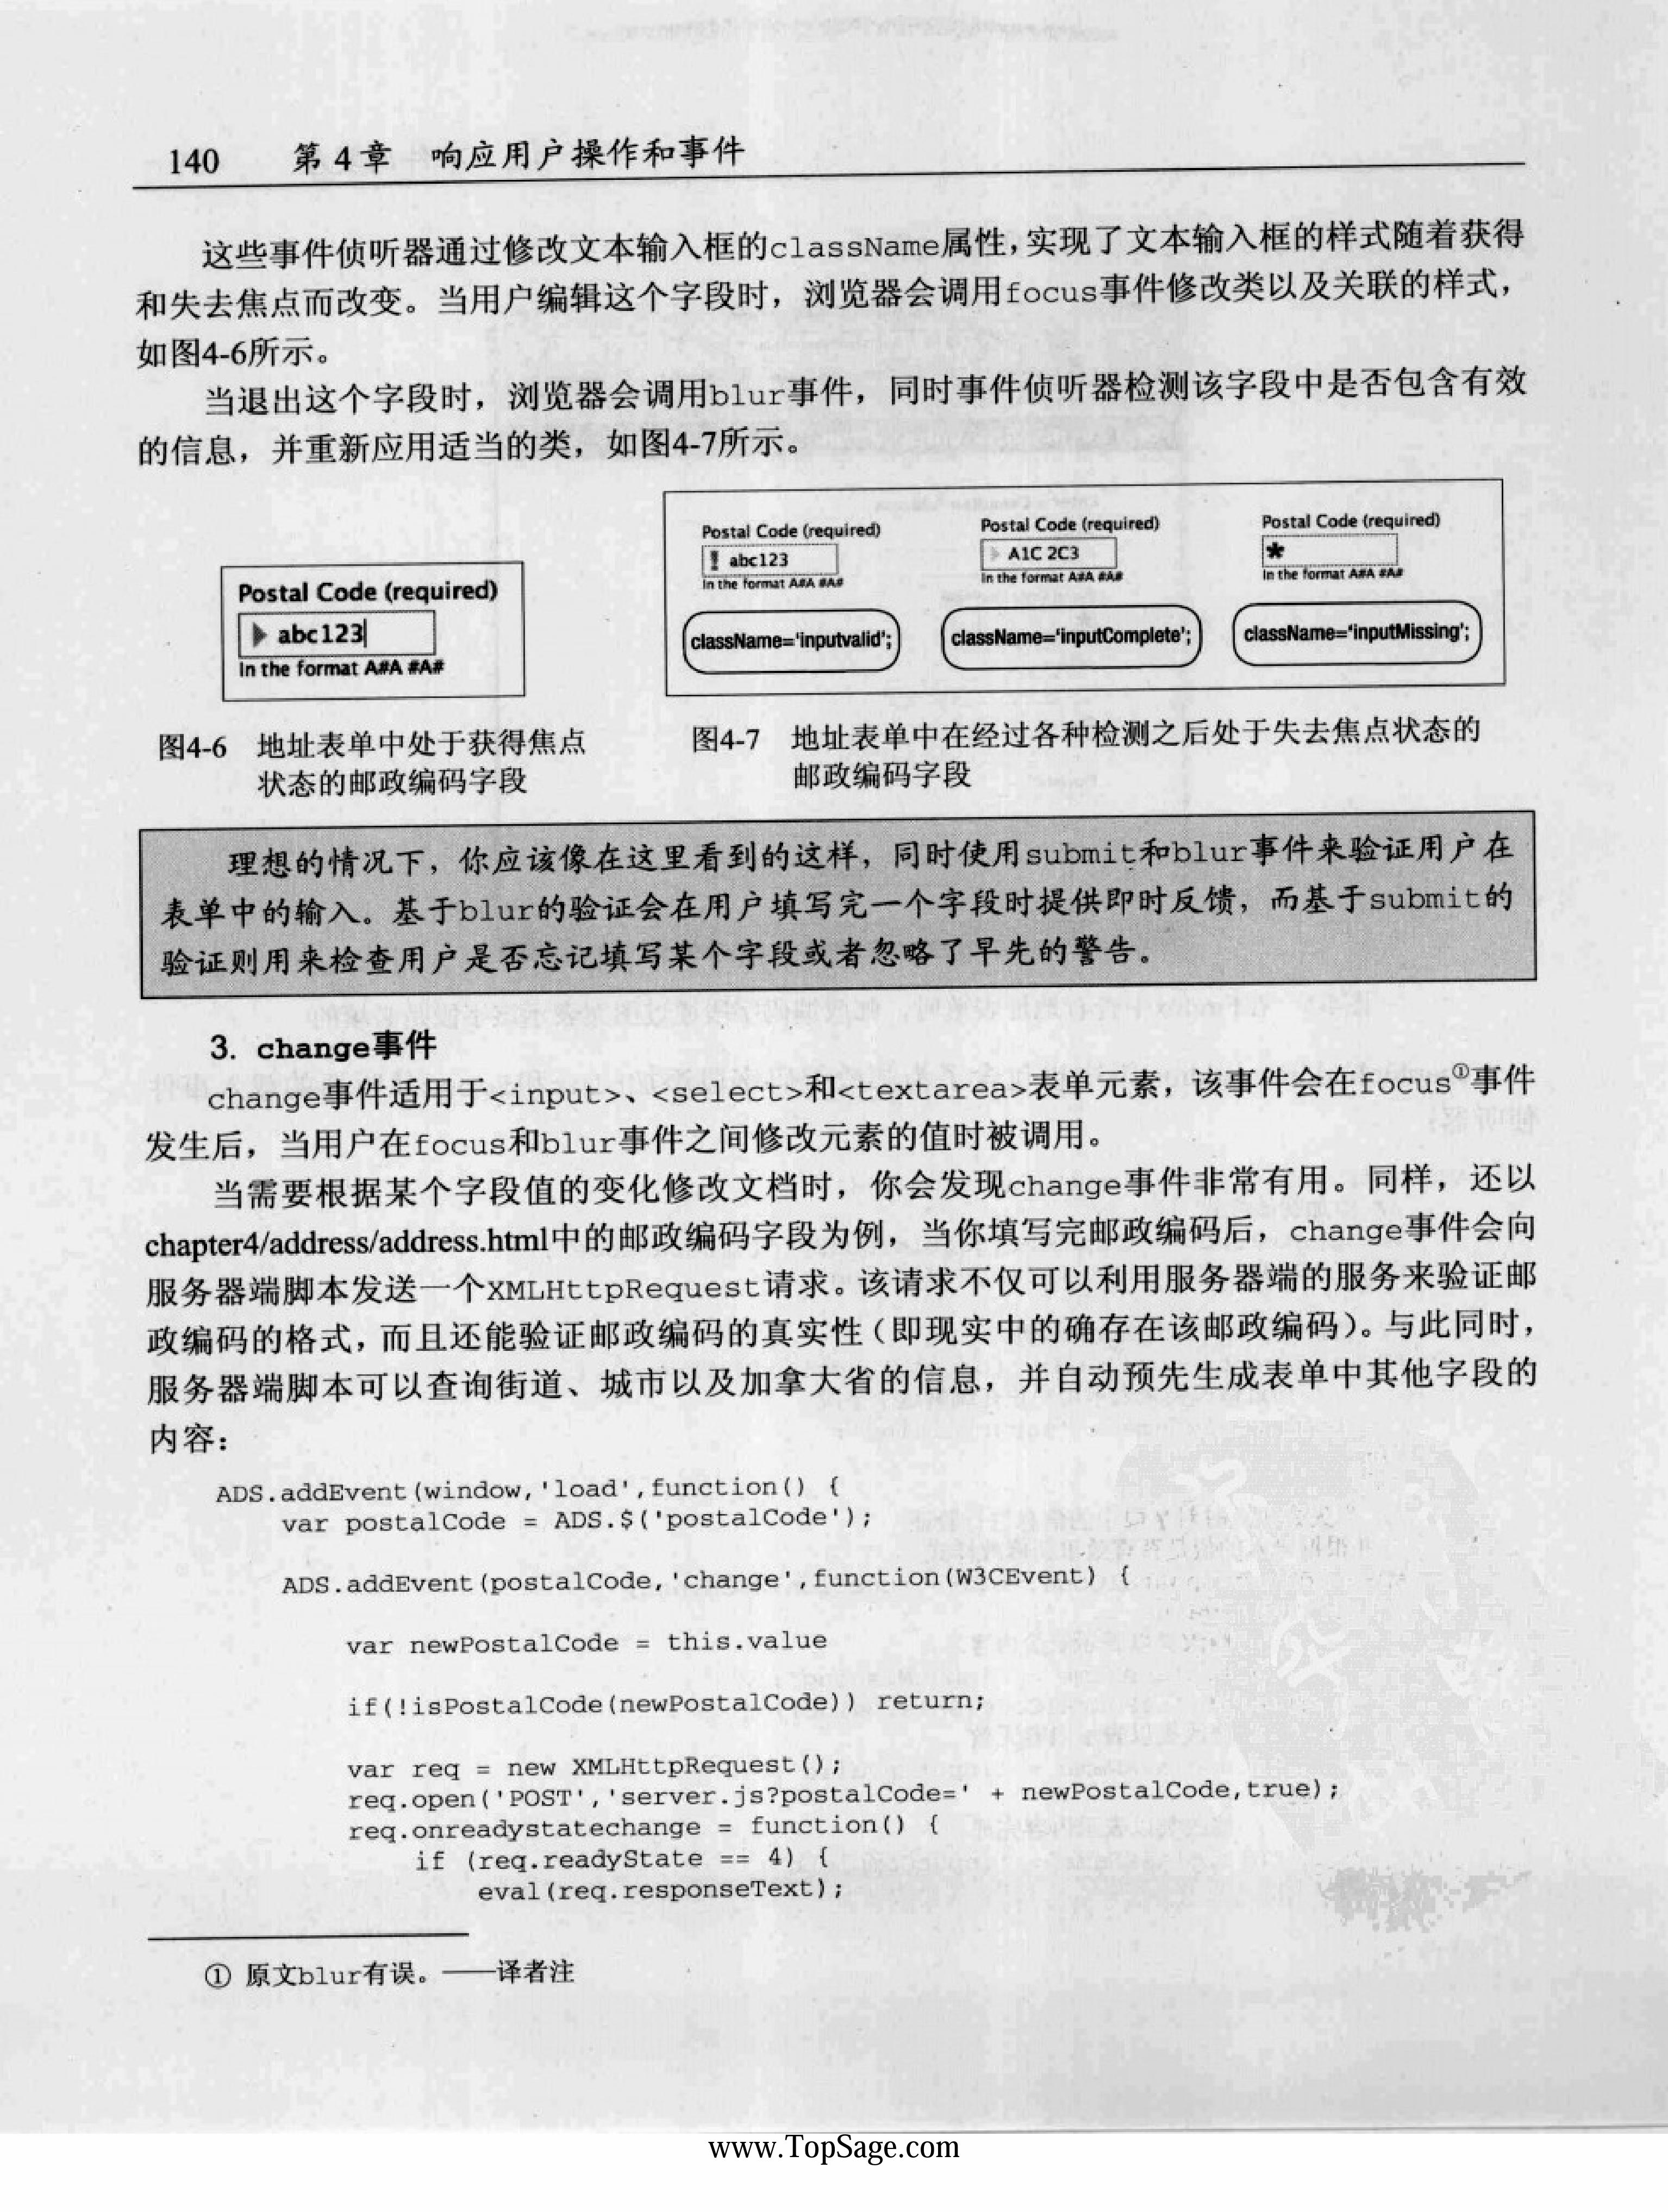 140 第 4 章 响应用户操作和事件
这些事件侦听器通过修改文本输入框的className属性，实现了文本输入框的样式随着获得
和失去焦点而改变。当用户编辑这个字段时，浏览器会调用focus事件修改类以及关联的样式，
如图4-6所示。
当退出这个字段时，浏览器会调用blur事件，同时事件侦听器检测该字段中是否包含有效
的信息，并重新应用适当的类，如图4-7所示。
Postal Code (required)
abc123
In the format A#A #A#
图4-6 地址表单中处于获得焦点
状态的邮政编码字段
Postal Code (required)
! abc123
In the format A#A #A#
className='inputvalid';
Postal Code (required)
A1C 2C3
In the format A#A #A#
className='inputComplete';
Postal Code (required)
*
In the format A#A #A#
className='inputMissing';
图4-7 地址表单中在经过各种检测之后处于失去焦点状态的
邮政编码字段
理想的情况下，你应该像在这里看到的这样，同时使用submit和blur事件来验证用户在
表单中的输入。基于blur的验证会在用户填写完一个字段时提供即时反馈，而基于submit的
验证则用来检查用户是否忘记填写某个字段或者忽略了早先的警告。
3. change事件
change事件适用于<input>、<select>和<textarea>表单元素，该事件会在focus①事件
发生后，当用户在focus和blur事件之间修改元素的值时被调用。
当需要根据某个字段值的变化修改文档时，你会发现change事件非常有用。同样，还以
chapter4/address/address.html中的邮政编码字段为例，当你填写完邮政编码后，change事件会向
服务器端脚本发送一个XMLHttpRequest请求。该请求不仅可以利用服务器端的服务来验证邮
政编码的格式，而且还能验证邮政编码的真实性（即现实中的确存在该邮政编码）。与此同时，
服务器端脚本可以查询街道、城市以及加拿大省的信息，并自动预先生成表单中其他字段的
内容：
ADS.addEvent(window,'load',function() {
var postalCode = ADS.$('postalCode');
ADS.addEvent(postalCode,'change',function(W3CEvent) {
var newPostalCode = this.value
if(!isPostalCode(newPostalCode)) return;
var req = new XMLHttpRequest();
req.open('POST','server.js?postalCode=' + newPostalCode,true);
req.onreadystatechange = function() {
if (req.readyState == 4) {
eval(req.responseText);
① 原文blur有误。——译者注
www.TopSage.com